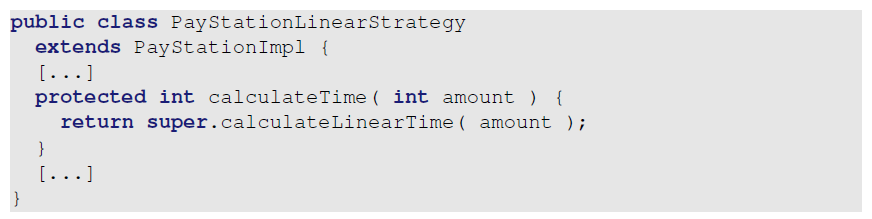 public class PayStationLinearStrategy
  extends PayStationImpl {
  [...]
  protected int calculateTime( int amount ) {
    return super.calculateLinearTime( amount );
  }
  [...]
}